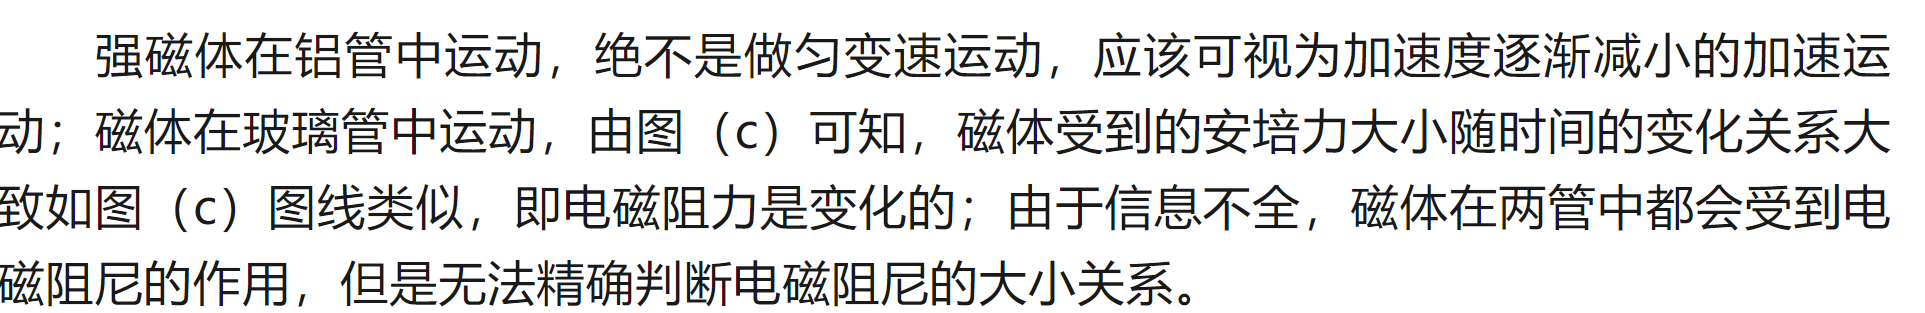 强磁体在铝管中运动，绝不是做匀变速运动，应该可视为加速度逐渐减小的加速运
动；磁体在玻璃管中运动，由图（c）可知，磁体受到的安培力大小随时间的变化关系大
致如图（c）图线类似，即电磁阻力是变化的；由于信息不全，磁体在两管中都会受到电
磁阻尼的作用，但是无法精确判断电磁阻尼的大小关系。